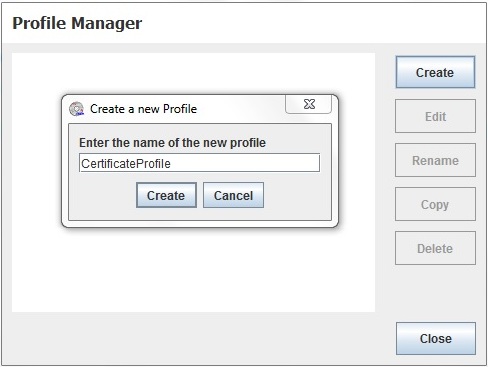 Profile Manager
Create
Create a new Profile
Edit
Enter the name of the new profile
CertificateProfile
Rename
Create Cancel
Copy
Delete
Close